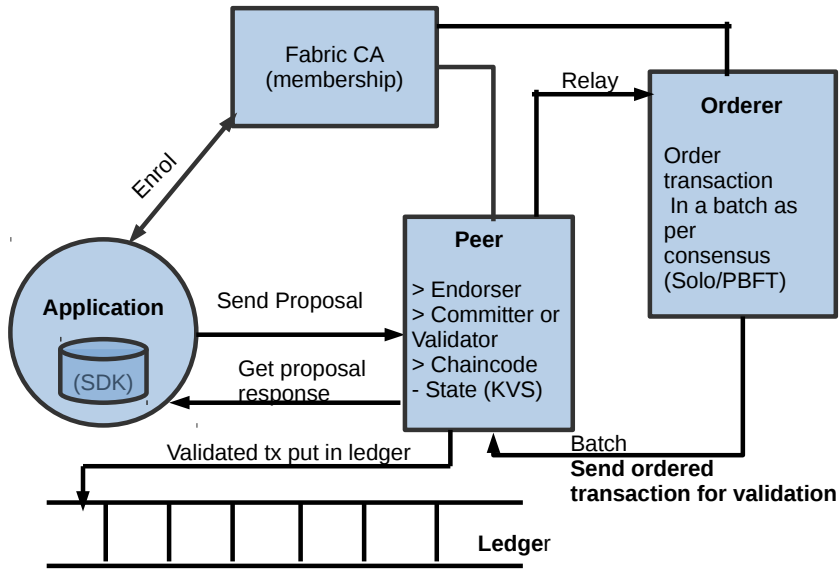 Fabric CA
(membership)
Relay
Orderer
Order
transaction
In a batch as
per
consensus
(Solo/PBFT)
Enrol
Application
(SDK)
Send Proposal
Get proposal
response
Peer
> Endorser
> Committer or
Validator
> Chaincode
- State (KVS)
Validated tx put in ledger
Batch
Send ordered
transaction for validation
Ledger